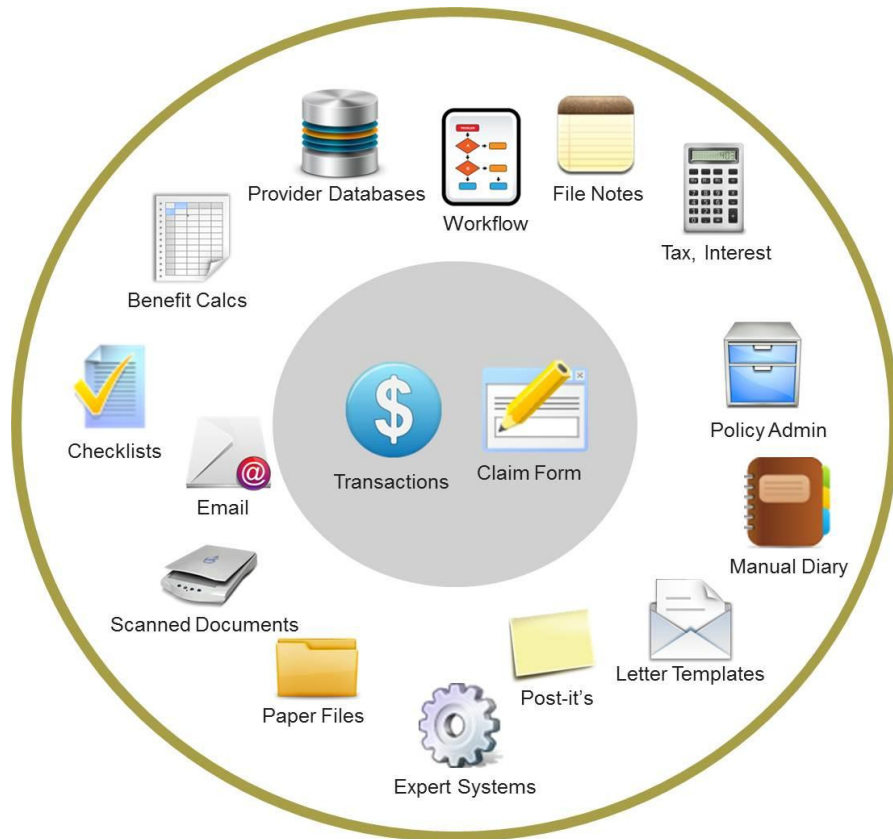 Provider Databases
Workflow
File Notes
Tax, Interest
Benefit Calcs
Checklists
Email
Transactions
Claim Form
Policy Admin
Manual Diary
Scanned Documents
Letter Templates
Post-it's
Paper Files
Expert Systems
@
$